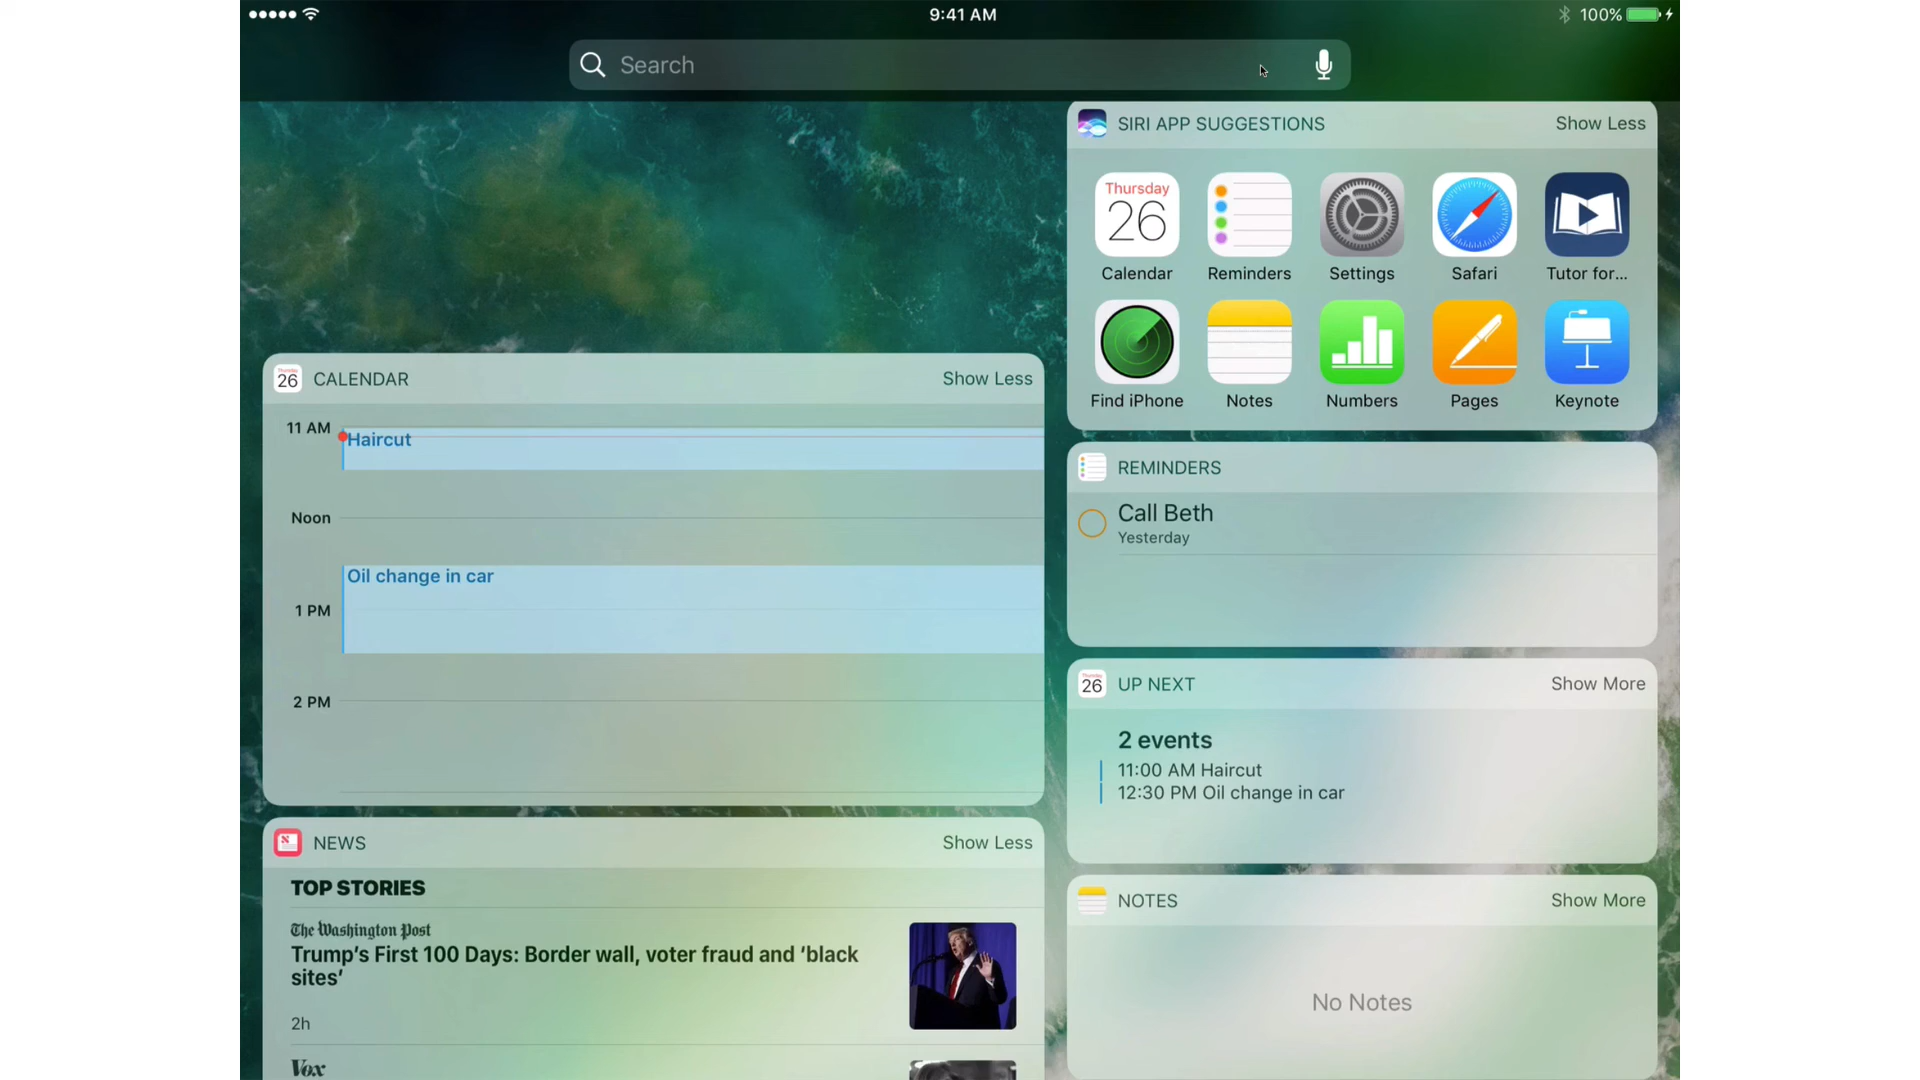 9:41 AM
100%
Search
26
CALENDAR
Show Less
11 AM
Haircut
Noon
Oil change in car
1 PM
2 PM
NEWS
Show Less
TOP STORIES
The Washington Post
Trump's First 100 Days: Border wall, voter fraud and 'black
sites'
2h
Vox
SIRI APP SUGGESTIONS
Show Less
Thursday
26
Calendar
Reminders
Settings
Safari
Tutor for...
Find iPhone
Notes
Numbers
Pages
Keynote
REMINDERS
Call Beth
Yesterday
26
UP NEXT
Show More
2 events
11:00 AM Haircut
12:30 PM Oil change in car
NOTES
Show More
No Notes